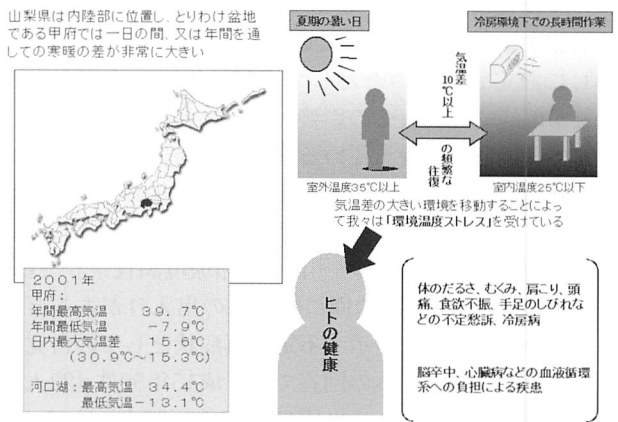 山梨県は内陸部に位置し、とりわけ盆地
である甲府では一日の間、又は年間を通
しての寒暖の差が非常に大きい
2001年
甲府：
年間最高気温 39.7℃
年間最低気温 －7.9℃
日内最大気温差 15.6℃
(30.9℃～15.3℃)
河口湖：最高気温 34.4℃
最低気温－13.1℃
夏期の暑い日
冷房環境下での長時間作業
気温差
10℃以上
の頻繁な
往復
室外温度35℃以上
室内温度25℃以下
気温差の大きい環境を移動することによっ
て我々は「環境温度ストレス」を受けている
ヒトの健康
体のだるさ、むくみ、肩こり、頭
痛、食欲不振、手足のしびれな
どの不定愁訴、冷房病
脳卒中、心臓病などの血液循環
系への負担による疾患